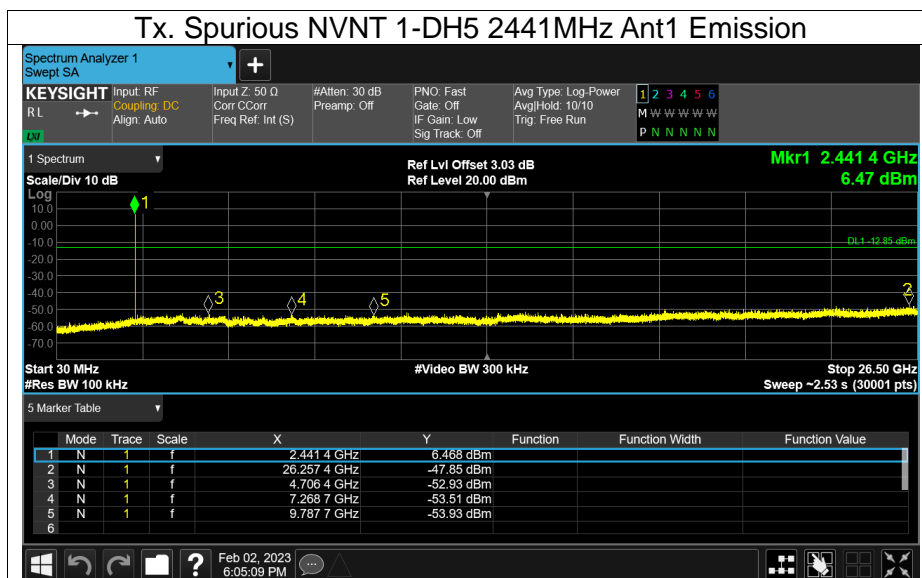 Tx. Spurious NVNT 1-DH5 2441MHz Ant1 Emission
Spectrum Analyzer 1
Swept SA
▼
+
KEYSIGHT Input: RF Input Z: 50 Ω #Atten: 30 dB PNO: Fast Avg Type: Log-Power 1 2 3 4 5 6
R L Coupling: DC Corr CCorr Preamp: Off Gate: Off Avg|Hold: 10/10 M W W W W W
Align: Auto Freq Ref: Int (S) IF Gain: Low Trig: Free Run
LXI Sig Track: Off P N N N N N
1 Spectrum ▼ Ref Lvl Offset 3.03 dB Mkr1 2.441 4 GHz
Scale/Div 10 dB Ref Level 20.00 dBm 6.47 dBm
Log
10.0 1
0.00
-10.0 DL1 -12.85 dBm
-20.0
-30.0
-40.0 3 4 5 2
-50.0
-60.0
-70.0
Start 30 MHz #Video BW 300 kHz Stop 26.50 GHz
#Res BW 100 kHz Sweep ~2.53 s (30001 pts)
5 Marker Table ▼
Mode Trace Scale X Y Function Function Width Function Value
1 N 1 f 2.441 4 GHz 6.468 dBm
2 N 1 f 26.257 4 GHz -47.85 dBm
3 N 1 f 4.706 4 GHz -52.93 dBm
4 N 1 f 7.268 7 GHz -53.51 dBm
5 N 1 f 9.787 7 GHz -53.93 dBm
6
? Feb 02, 2023
6:05:09 PM